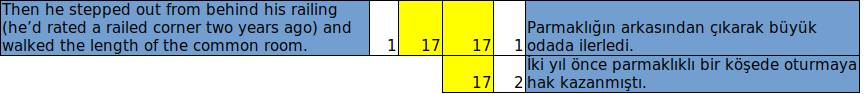 Then he stepped out from behind his railing
(he’d rated a railed corner two years ago) and
walked the length of the common room.
1 17 17 1
Parmaklığın arkasından çıkarak büyük
odada ilerledi.
17 2
İki yıl önce parmaklıklı bir köşede oturmaya
hak kazanmıştı.